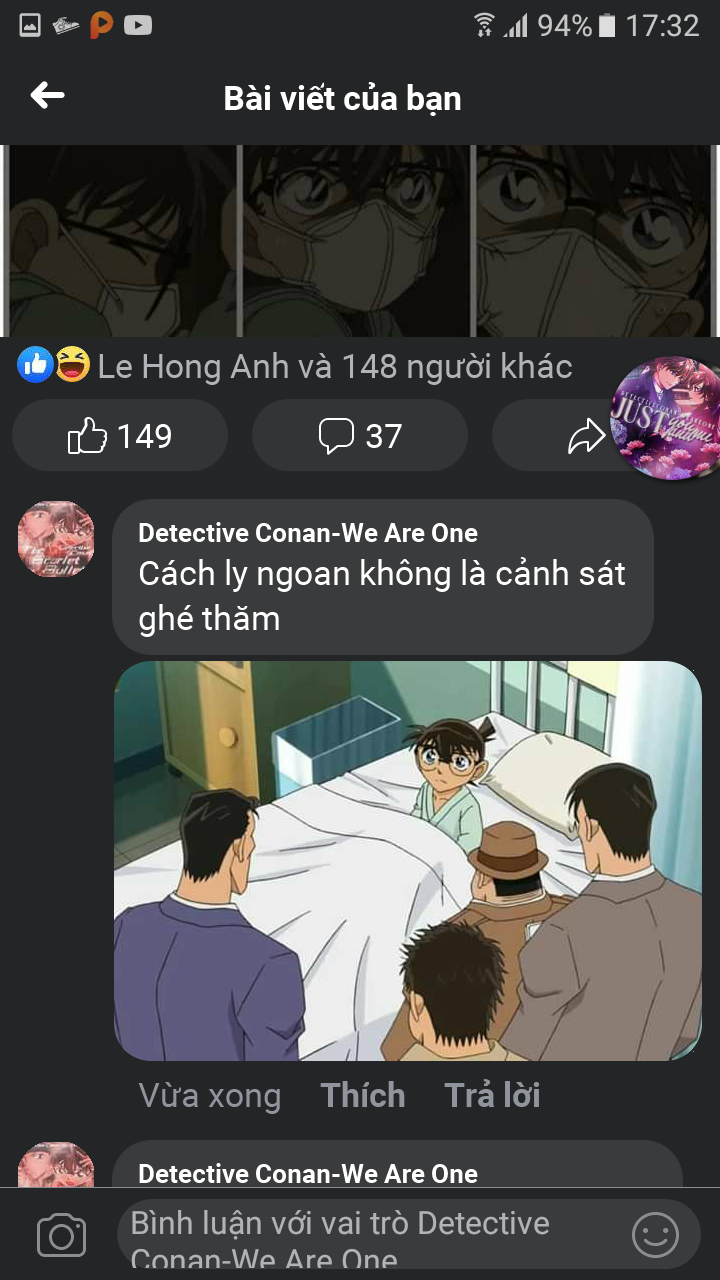 94% 17:32
Bài viết của bạn
Le Hong Anh và 148 người khác
149
37
JUST
Detective Conan-We Are One
Cách ly ngoan không là cảnh sát
ghé thăm
Vừa xong Thích Trả lời
Detective Conan-We Are One
Bình luận với vai trò Detective
Conan-We Are One